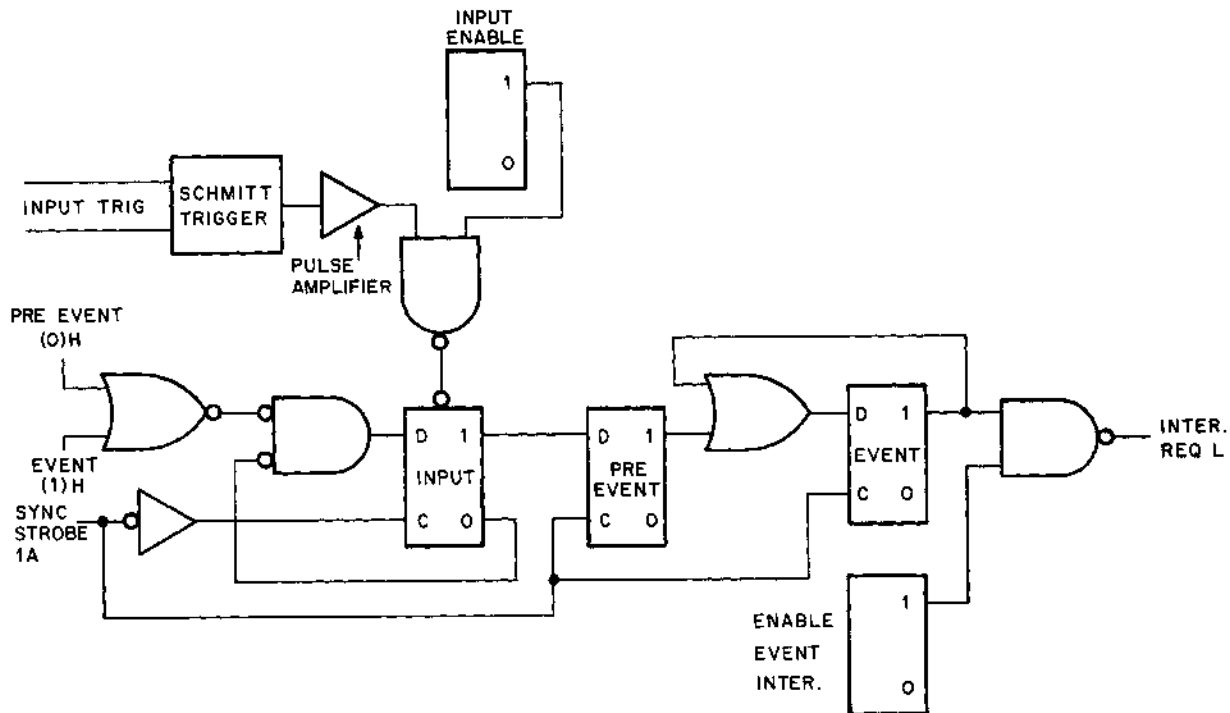 INPUT
ENABLE
1
0
SCHMITT
TRIGGER
INPUT TRIG
PULSE
AMPLIFIER
PRE EVENT
(0)H
EVENT
(1)H
SYNC
STROBE
1A
D 1
INPUT
C 0
D 1
PRE
EVENT
C 0
D 1
EVENT
C 0
INTER.
REQ L
ENABLE
EVENT
INTER.
1
0